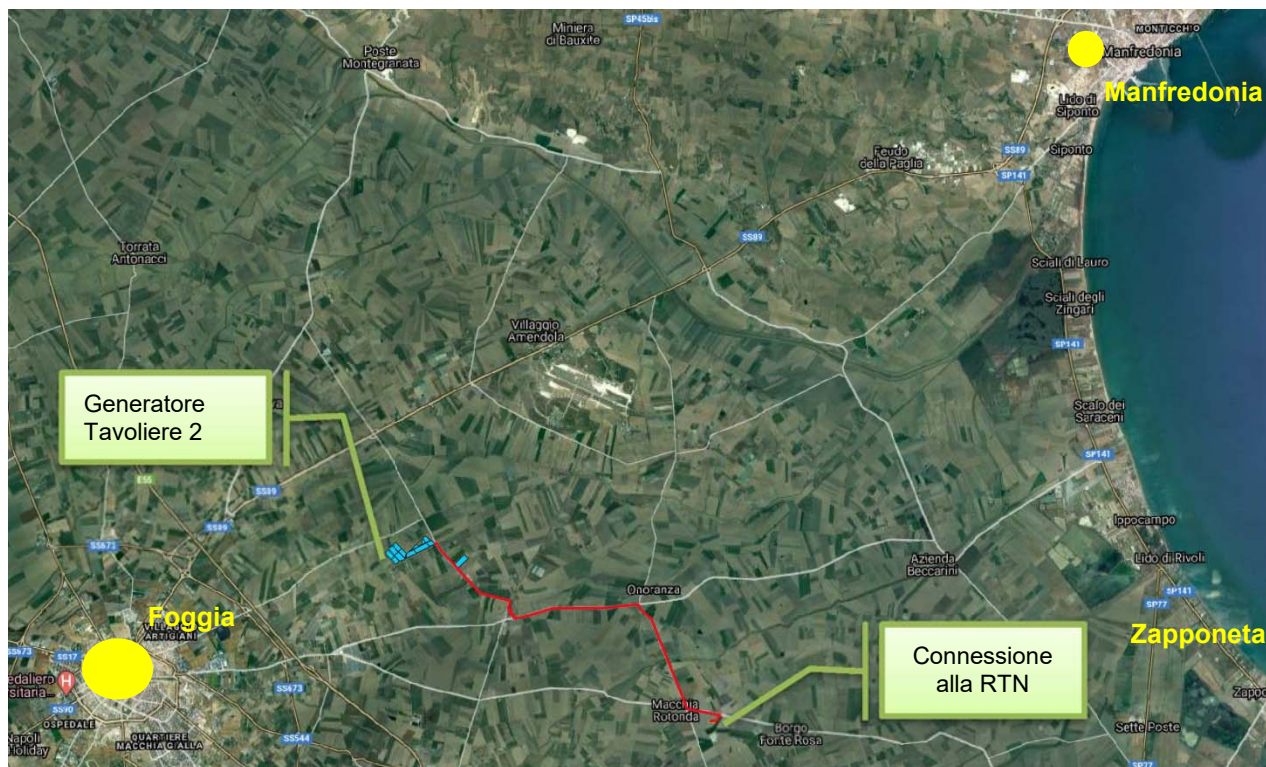 SP45bis
Miniera
di Bauxite
MONTICCHIO
Manfredonia
Poste
Montegranata
Manfredonia
Lido di
Siponto
SS89
Siponto
Feudo
della Paglia
SP141
SS89
Torrata
Antonacci
Sciali di Lauro
Sciali degli
Zingari
Villaggio
Amendola
SP141
Generatore
Tavoliere 2
Scalo dei
Saraceni
SP141
E55
SS89
SS89
Ippocampo
SS673
Azienda
Beccarini
Lido di Rivoli
Onoranza
SP141
SP77
Foggia
ARTIGIANI
Zapponeta
SS673
SS17
Connessione
alla RTN
SS673
SS90
OSPEDALE
Macchia
Rotonda
Borgo
Fonte Rosa
Sette Poste
QUARTIERE
MACCHIA GIALLA
SS544
Napoli
Holiday
SP77